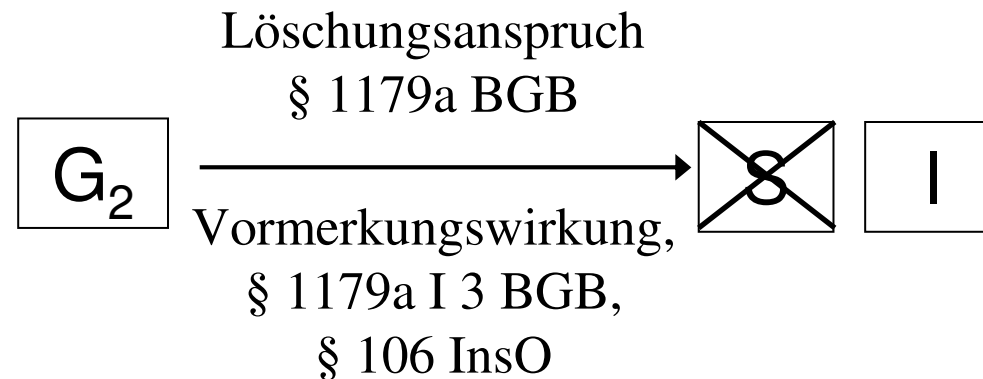 Löschungsanspruch
§ 1179a BGB
G₂
S
I
Vormerkungswirkung,
§ 1179a I 3 BGB,
§ 106 InsO